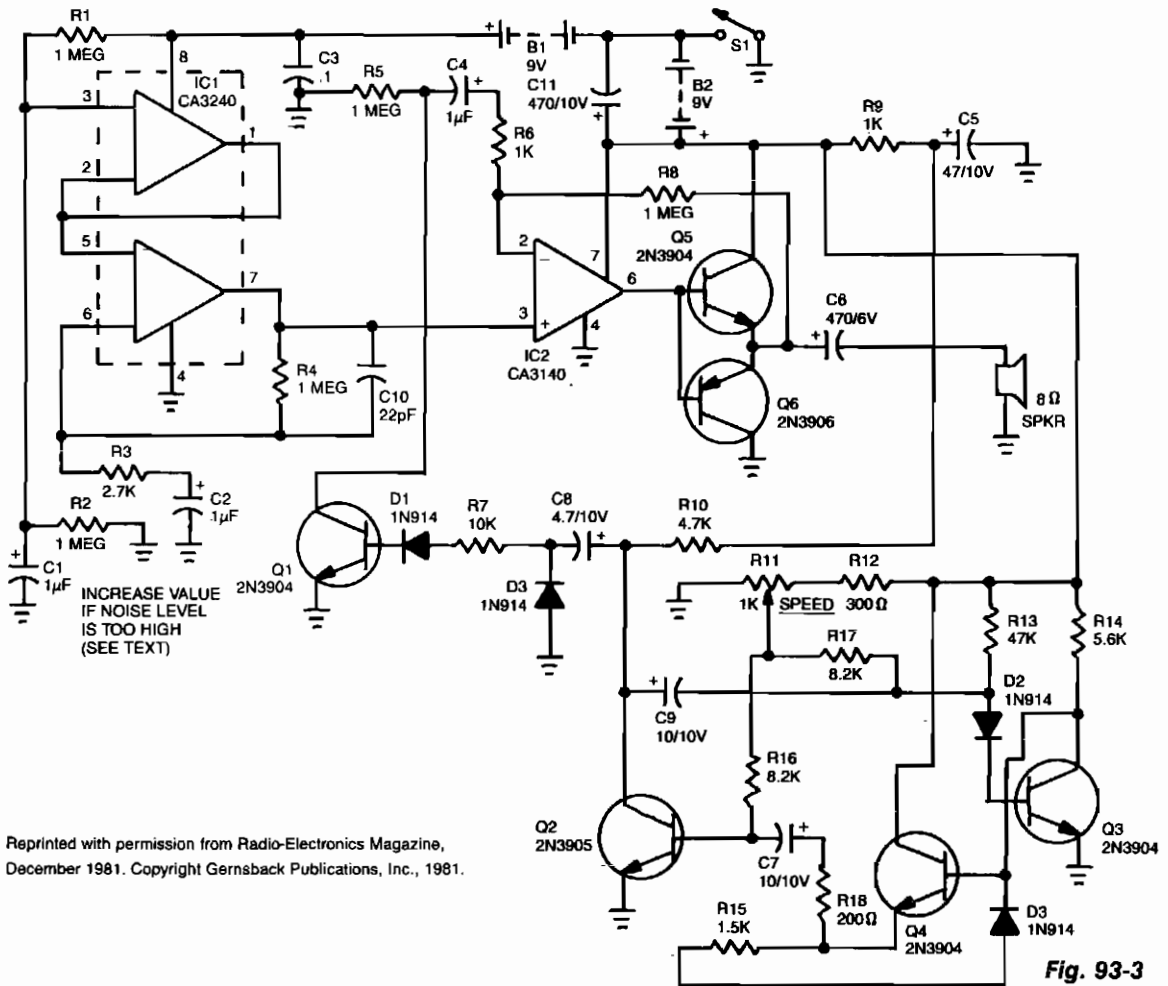 R1
1 MEG
8
IC1
CA3240
3
1
2
5
7
6
4
C3
.1
R5
1 MEG
C4
+
1µF
R6
1K
+
B1
9V
C11
470/10V
+
S1
B2
9V
+
R9
1K
+
C5
47/10V
R8
1 MEG
2
−
7
6
3
+
4
IC2
CA3140
Q5
2N3904
Q6
2N3906
C6
+
470/6V
8 Ω
SPKR
R4
1 MEG
C10
22pF
R3
2.7K
+
C2
.1µF
R2
1 MEG
+
C1
1µF
INCREASE VALUE
IF NOISE LEVEL
IS TOO HIGH
(SEE TEXT)
Q1
2N3904
D1
1N914
R7
10K
C8
4.7/10V
+
D3
1N914
R10
4.7K
R11
1K
SPEED
R12
300Ω
R17
8.2K
R13
47K
R14
5.6K
D2
1N914
+
C9
10/10V
R16
8.2K
Q2
2N3905
+
C7
10/10V
R18
200Ω
R15
1.5K
Q4
2N3904
Q3
2N3904
D3
1N914
Reprinted with permission from Radio-Electronics Magazine,
December 1981. Copyright Gernsback Publications, Inc., 1981.
Fig. 93-3